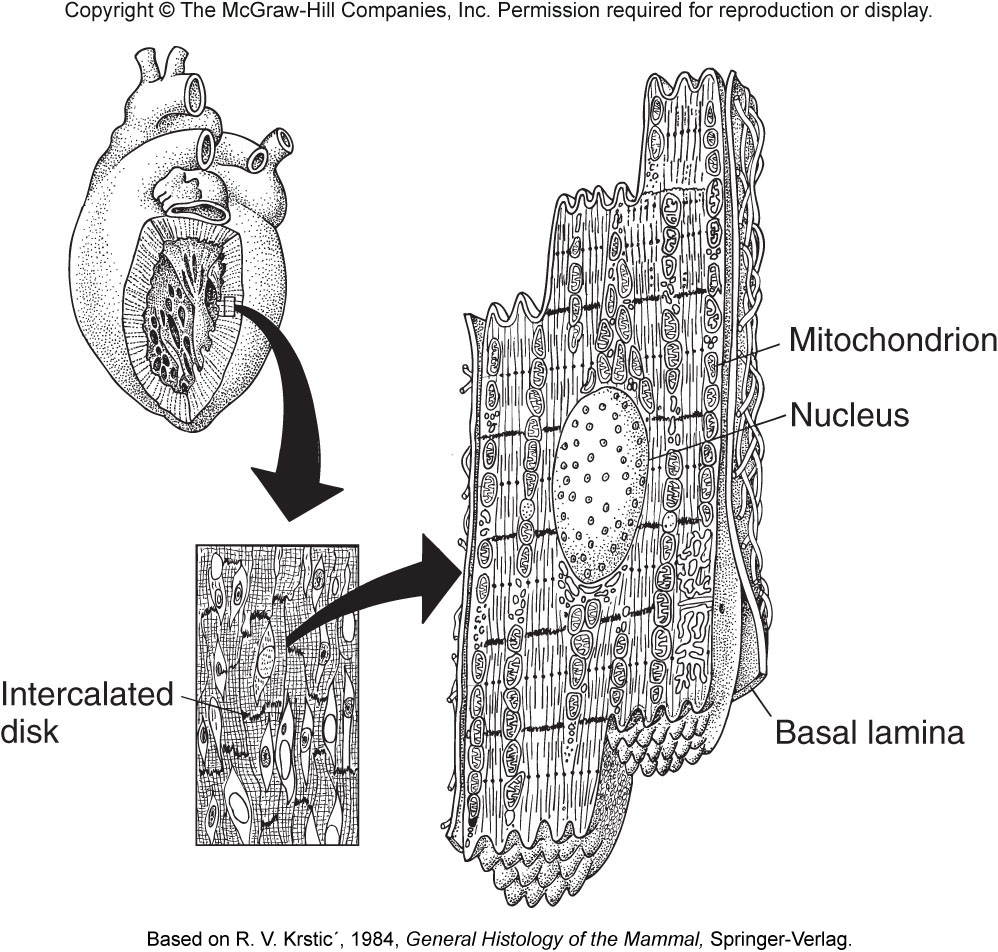 Copyright © The McGraw-Hill Companies, Inc. Permission required for reproduction or display.
Mitochondrion
Nucleus
Intercalated
disk
Basal lamina
Based on R. V. Krstic´, 1984, General Histology of the Mammal, Springer-Verlag.